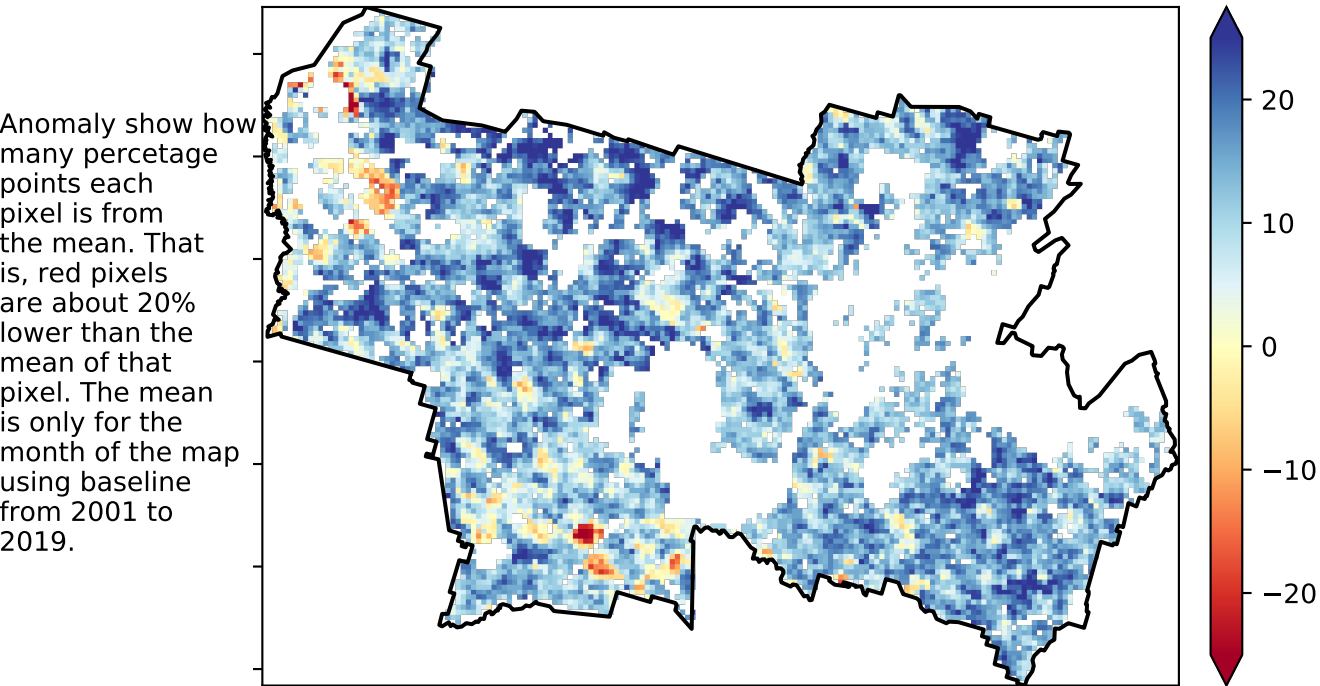 Anomaly show how
many percetage
points each
pixel is from
the mean. That
is, red pixels
are about 20%
lower than the
mean of that
pixel. The mean
is only for the
month of the map
using baseline
from 2001 to
2019.
20
10
0
−10
−20